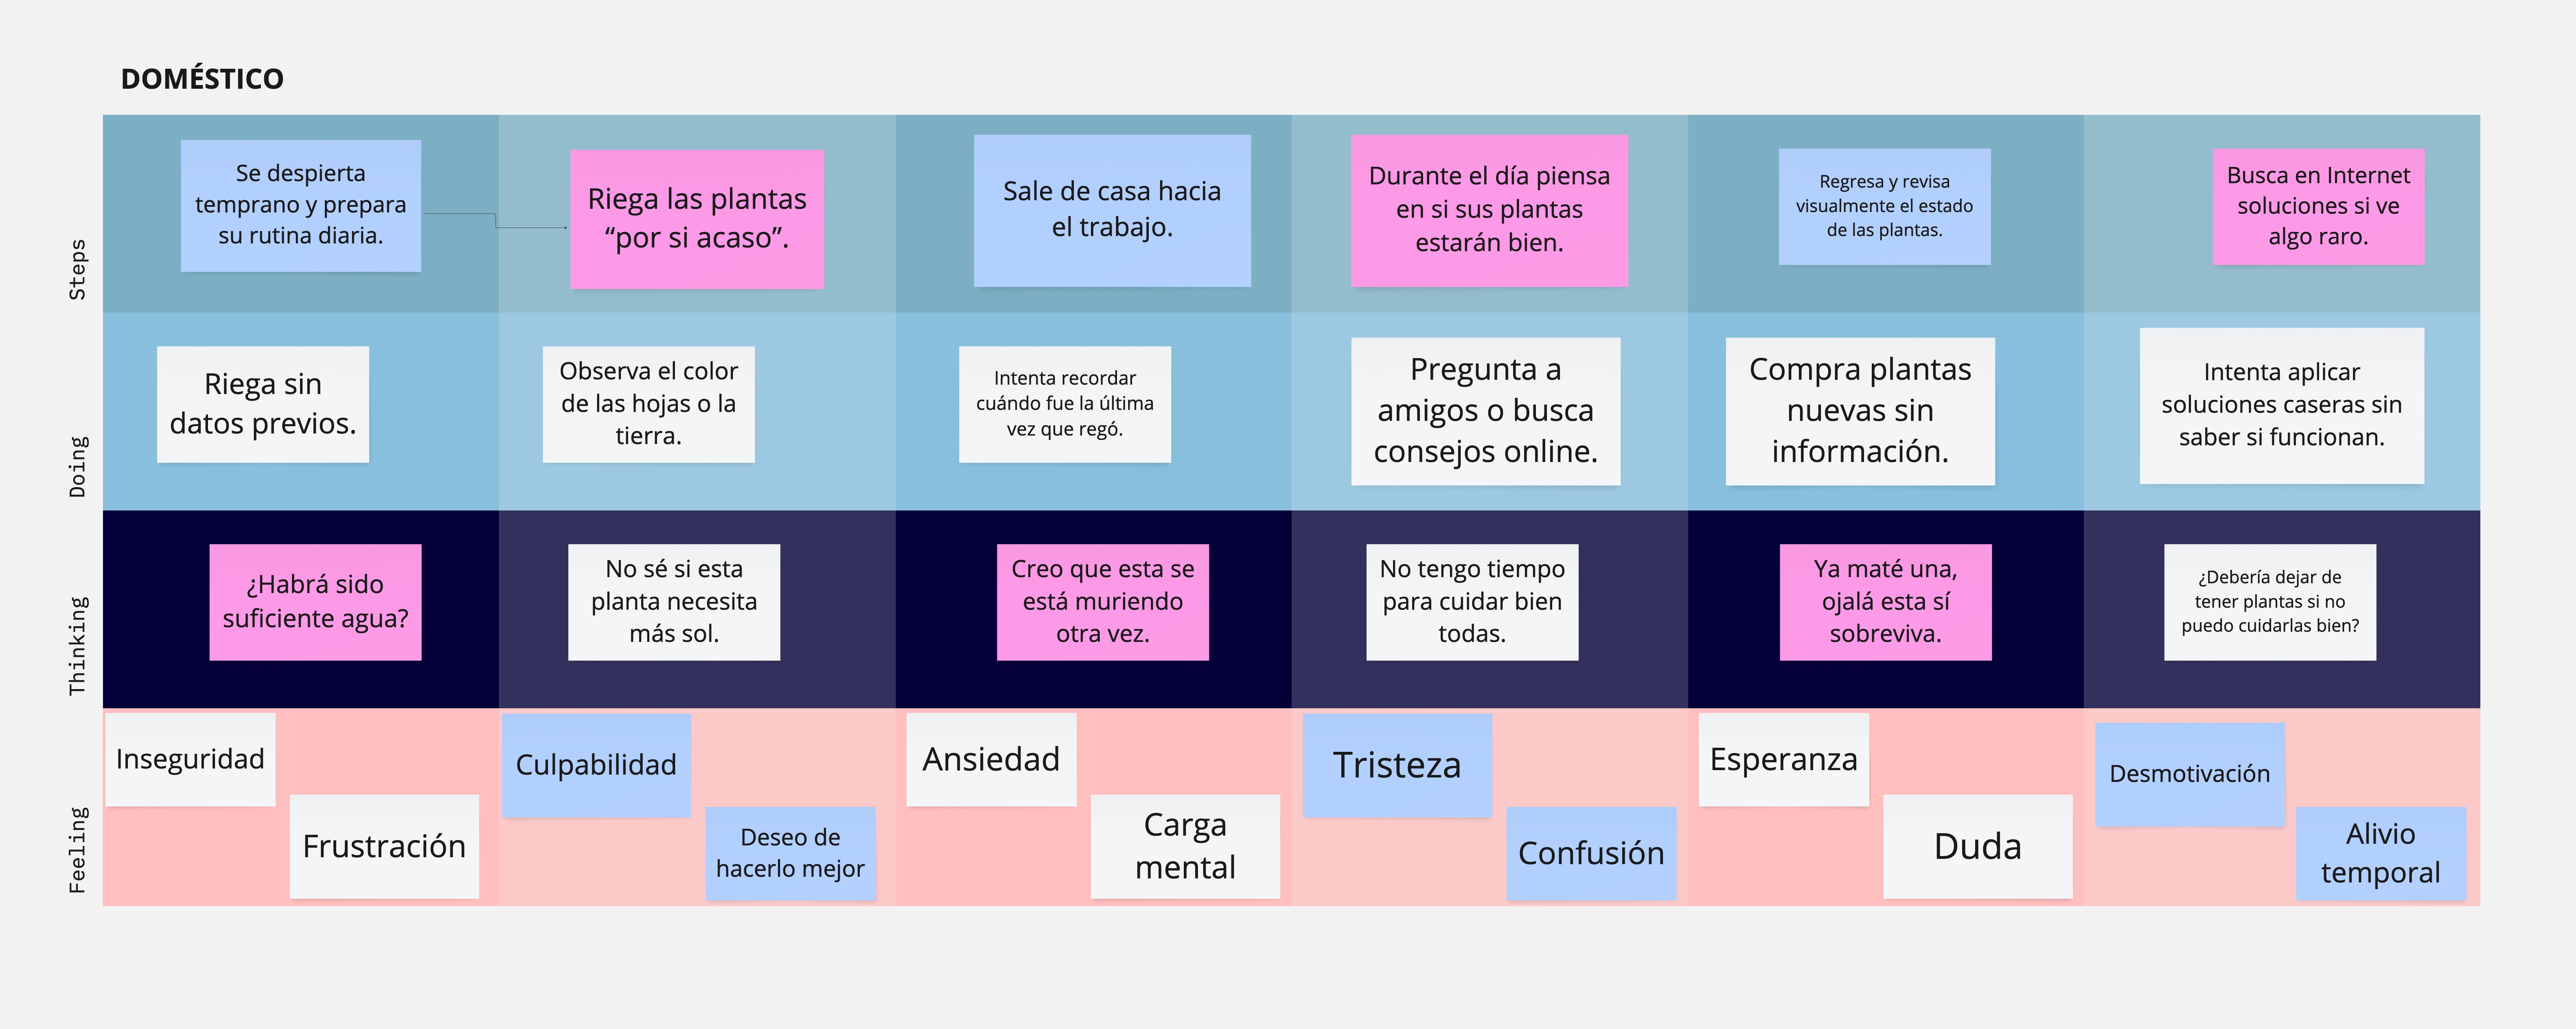 DOMÉSTICO
Steps
Se despierta
temprano y prepara
su rutina diaria.
Riega las plantas
“por si acaso”.
Sale de casa hacia
el trabajo.
Durante el día piensa
en si sus plantas
estarán bien.
Regresa y revisa
visualmente el estado
de las plantas.
Busca en Internet
soluciones si ve
algo raro.
Doing
Riega sin
datos previos.
Observa el color
de las hojas o la
tierra.
Intenta recordar
cuándo fue la última
vez que regó.
Pregunta a
amigos o busca
consejos online.
Compra plantas
nuevas sin
información.
Intenta aplicar
soluciones caseras sin
saber si funcionan.
Thinking
¿Habrá sido
suficiente agua?
No sé si esta
planta necesita
más sol.
Creo que esta se
está muriendo
otra vez.
No tengo tiempo
para cuidar bien
todas.
Ya maté una,
ojalá esta sí
sobreviva.
¿Debería dejar de
tener plantas si no
puedo cuidarlas bien?
Feeling
Inseguridad
Frustración
Culpabilidad
Deseo de
hacerlo mejor
Ansiedad
Carga
mental
Tristeza
Confusión
Esperanza
Duda
Desmotivación
Alivio
temporal